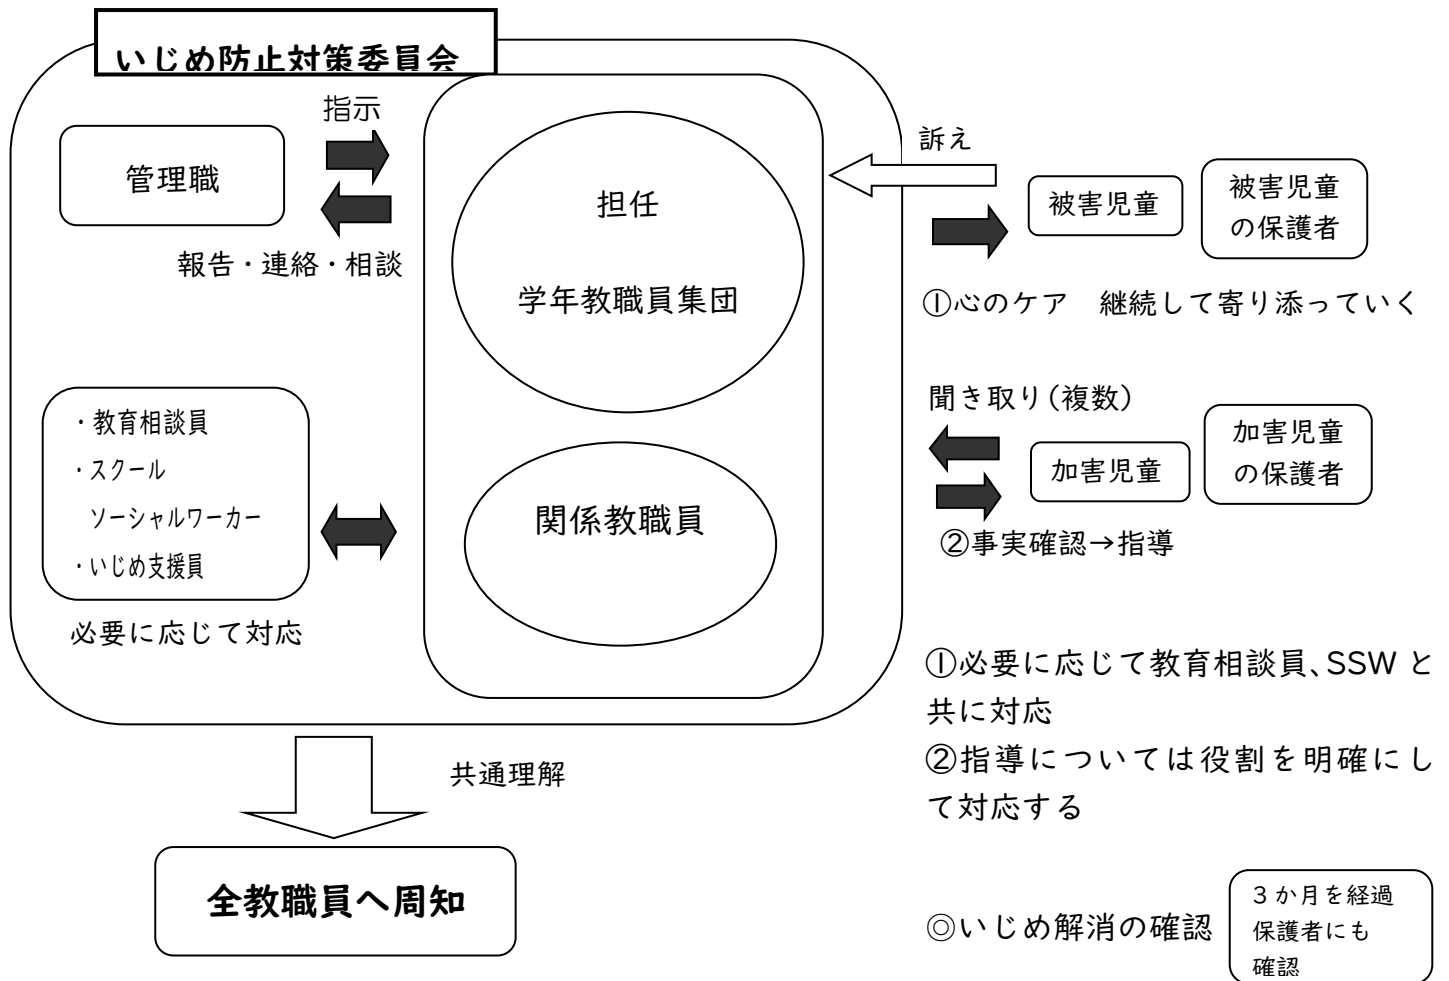 いじめ防止対策委員会
指示
管理職
報告・連絡・相談
担任
学年教職員集団
関係教職員
・教育相談員
・スクール
ソーシャルワーカー
・いじめ支援員
必要に応じて対応
訴え
被害児童
被害児童
の保護者
①心のケア　継続して寄り添っていく
聞き取り(複数)
加害児童
加害児童
の保護者
②事実確認→指導
①必要に応じて教育相談員、SSWと
共に対応
②指導については役割を明確にし
て対応する
共通理解
全教職員へ周知
◎いじめ解消の確認
3か月を経過
保護者にも
確認